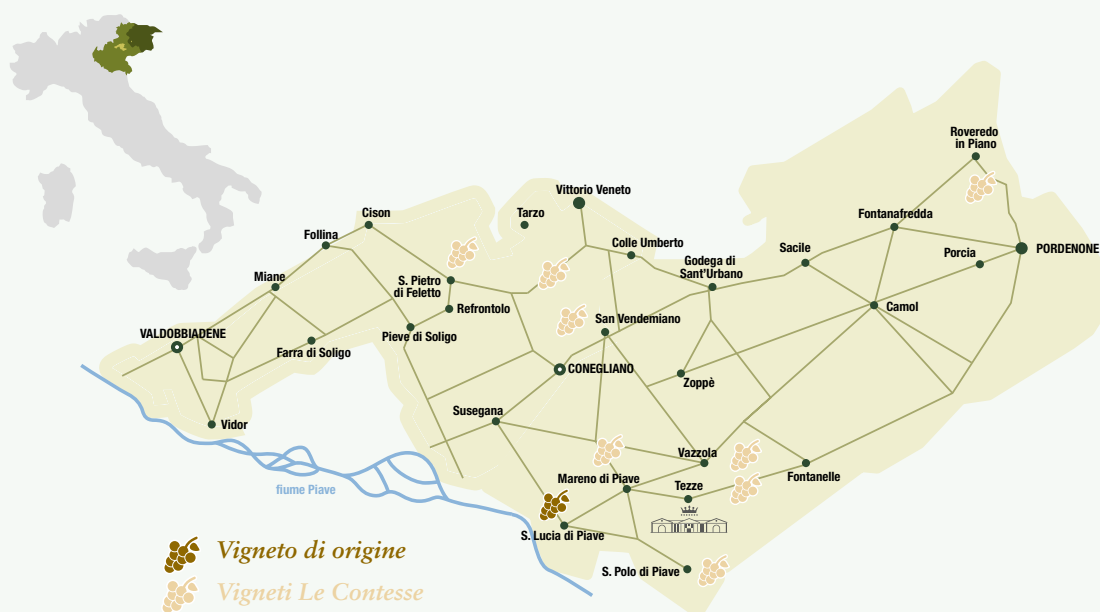 Roveredo
in Piano
Vittorio Veneto
Cison
Tarzo
Fontanafredda
Follina
Colle Umberto
Sacile
PORDENONE
Porcia
Godega di
Sant'Urbano
Miane
S. Pietro
di Feletto
Refrontolo
Camol
San Vendemiano
VALDOBBIADENE
Pieve di Soligo
Farra di Soligo
CONEGLIANO
Zoppè
Susegana
Vidor
Vazzola
Mareno di Piave
Tezze
Fontanelle
fiume Piave
S. Lucia di Piave
S. Polo di Piave
Vigneto di origine
Vigneti Le Contesse